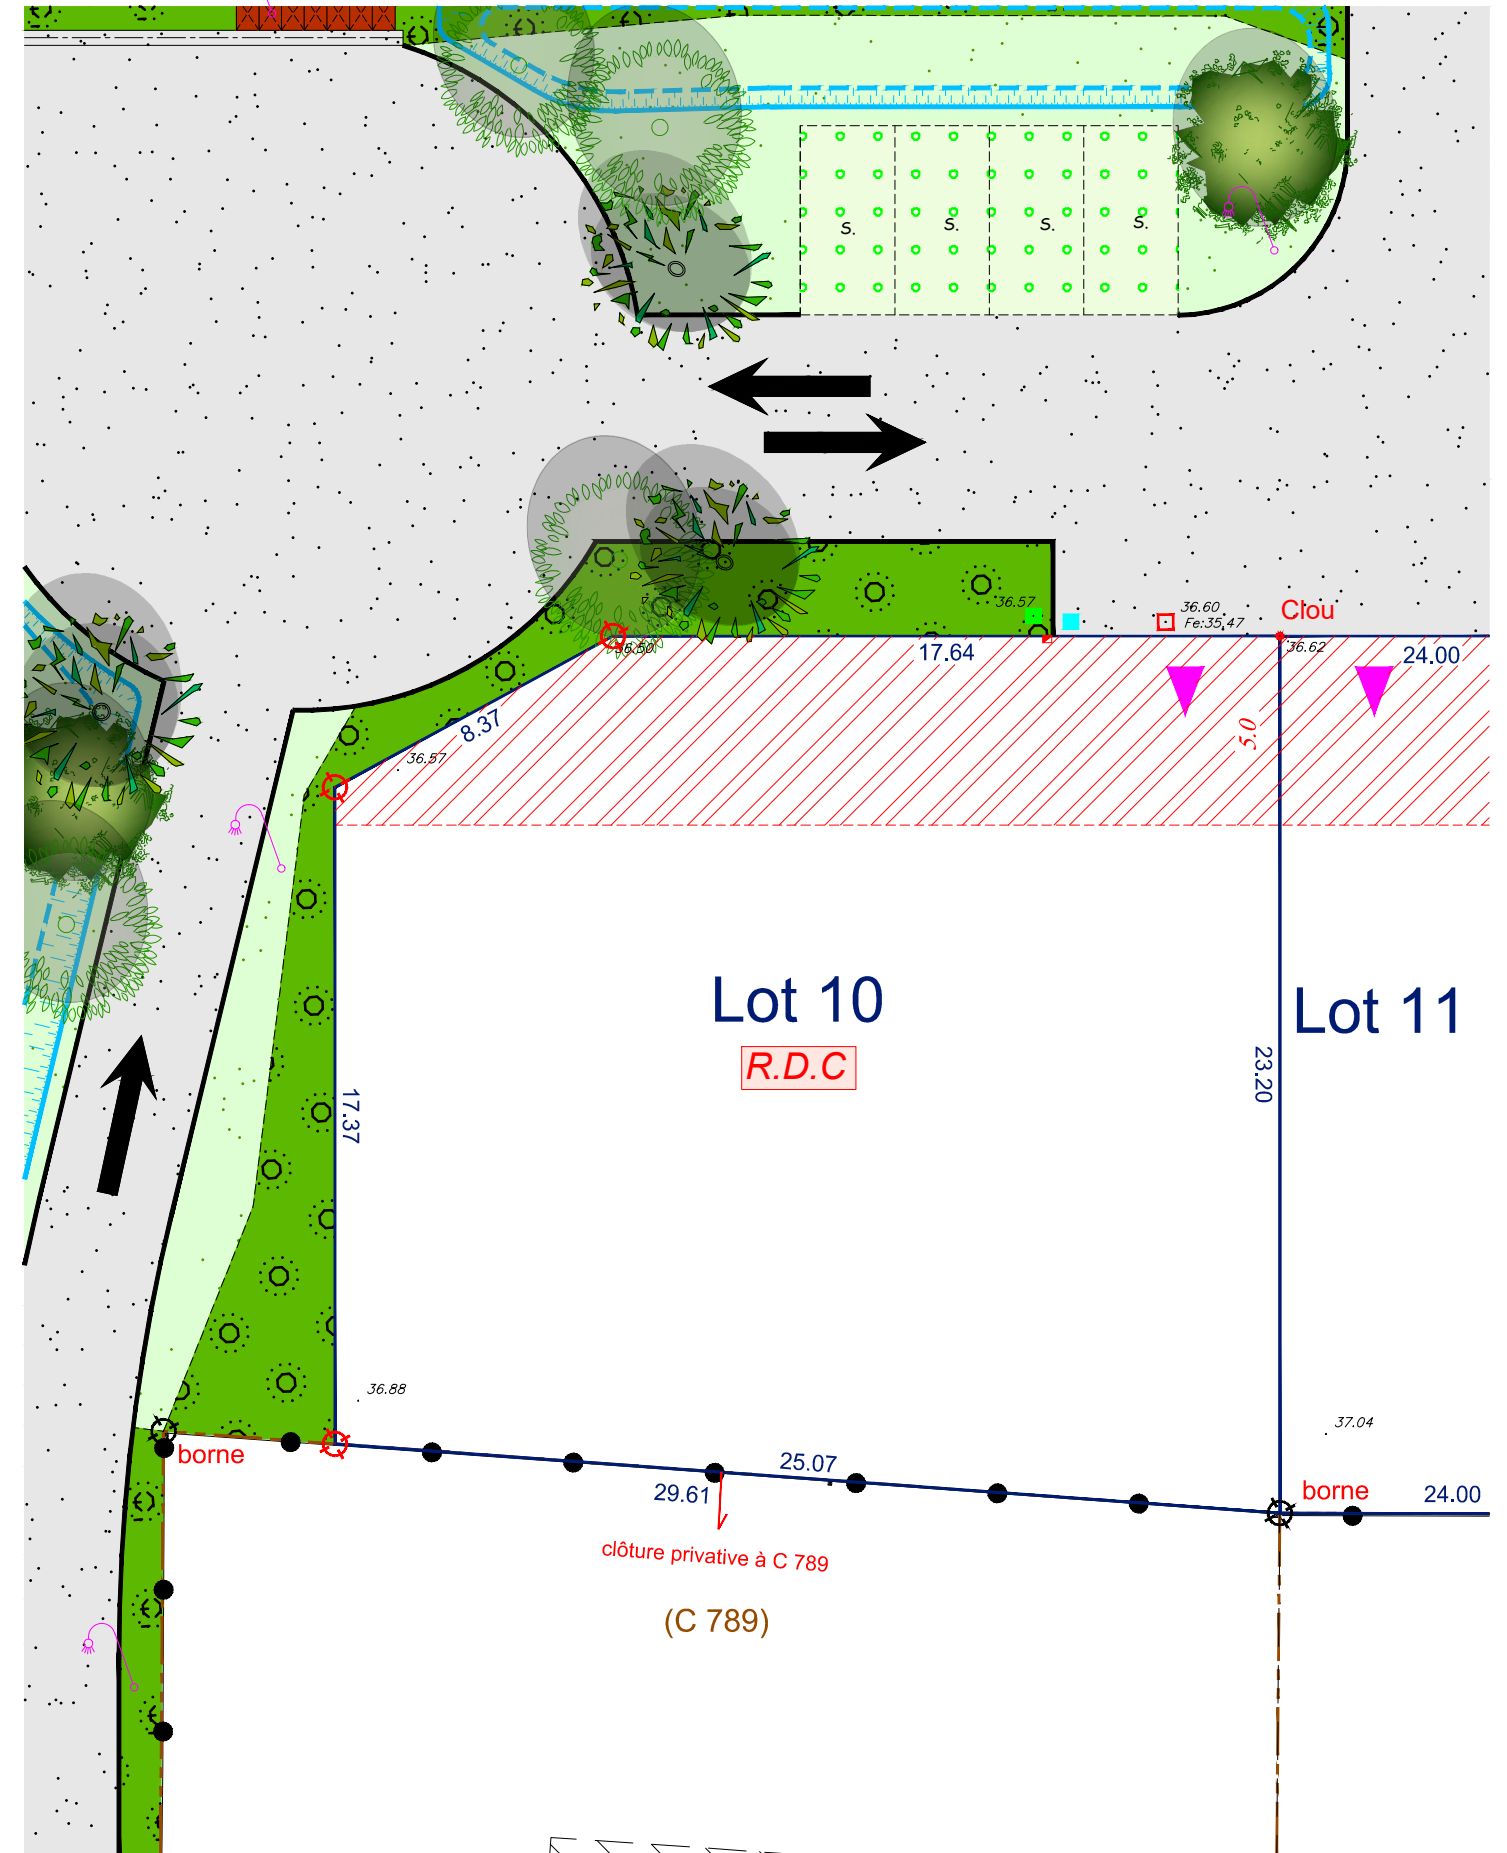 S. S. S. S.
36.57
36.60
Fe:35.47
Clou
36.50
17.64
36.62
24.00
8.37
5.0
36.57
Lot 10
Lot 11
R.D.C
23.20
17.37
36.88
37.04
borne
25.07
29.61
borne
24.00
clôture privative à C 789
(C 789)